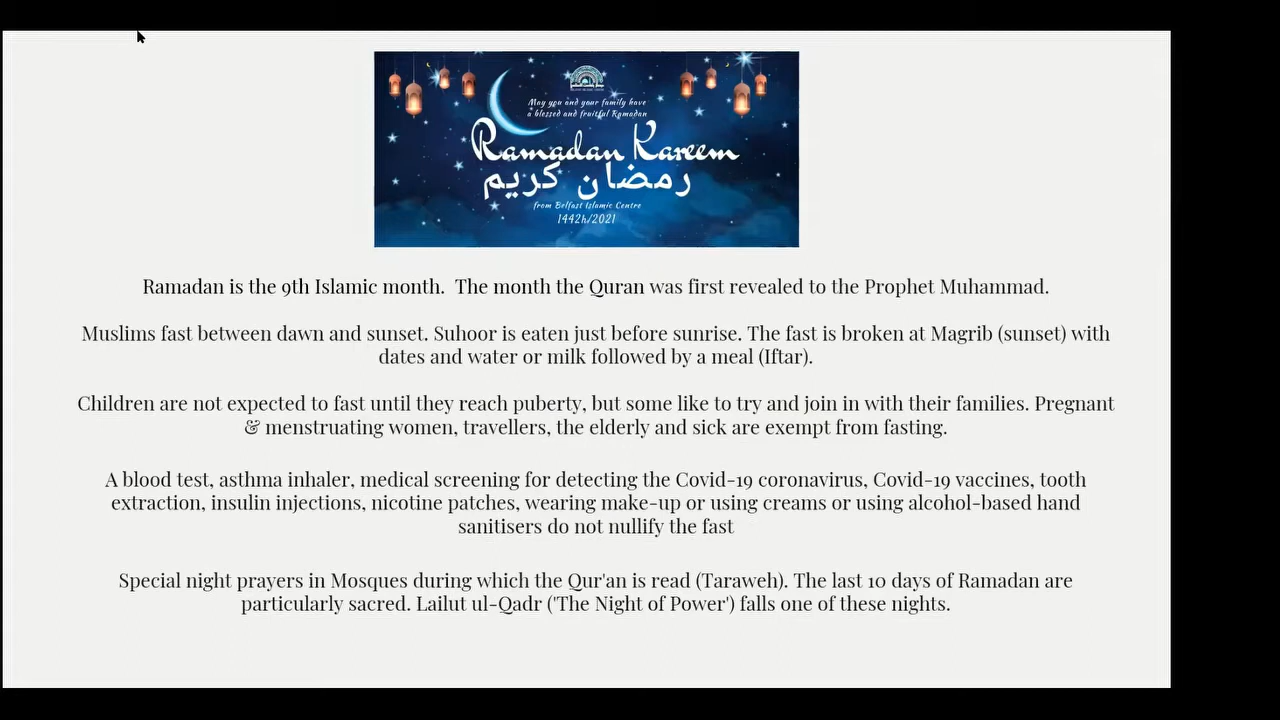 May you and your family have
a blessed and fruitful Ramadan
Ramadan Kareem
رمضان كريم
from Belfast Islamic Centre
1442h/2021
Ramadan is the 9th Islamic month.  The month the Quran was first revealed to the Prophet Muhammad.
Muslims fast between dawn and sunset. Suhoor is eaten just before sunrise. The fast is broken at Magrib (sunset) with
dates and water or milk followed by a meal (Iftar).
Children are not expected to fast until they reach puberty, but some like to try and join in with their families. Pregnant
& menstruating women, travellers, the elderly and sick are exempt from fasting.
A blood test, asthma inhaler, medical screening for detecting the Covid-19 coronavirus, Covid-19 vaccines, tooth
extraction, insulin injections, nicotine patches, wearing make-up or using creams or using alcohol-based hand
sanitisers do not nullify the fast
Special night prayers in Mosques during which the Qur'an is read (Taraweh). The last 10 days of Ramadan are
particularly sacred. Lailut ul-Qadr ('The Night of Power') falls one of these nights.